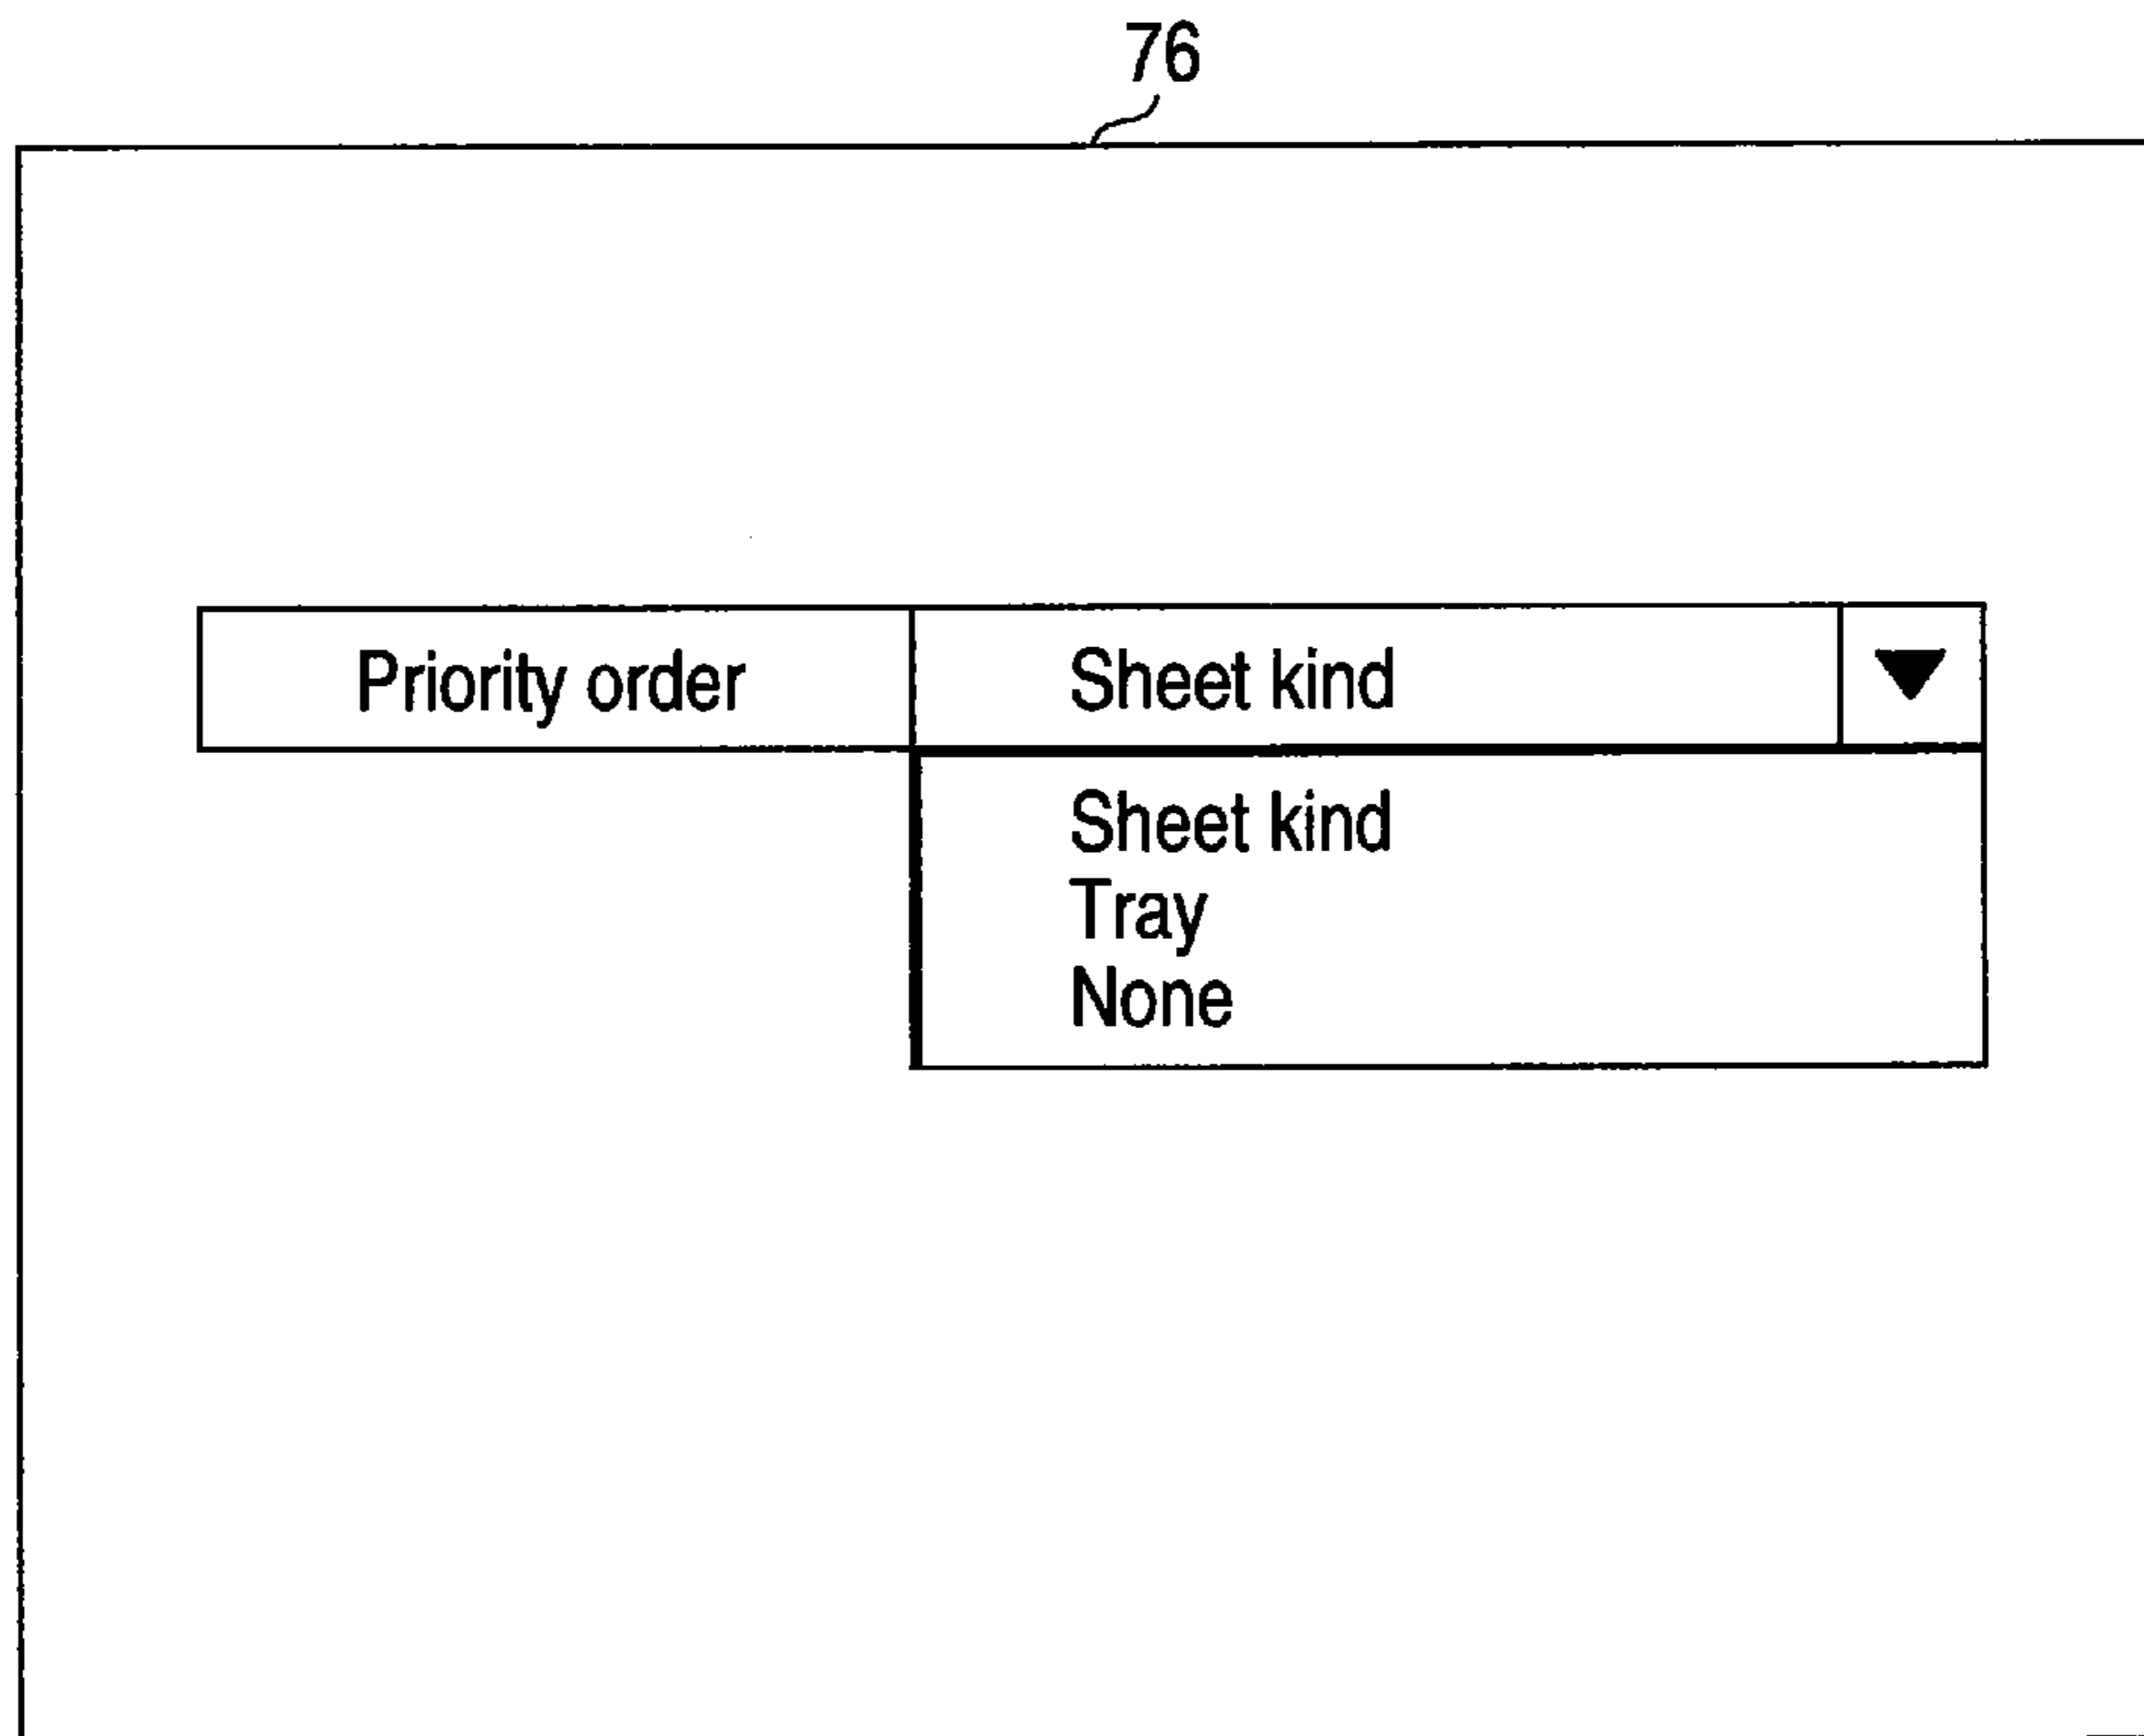 76
Priority order Sheet kind
Sheet kind
Tray
None